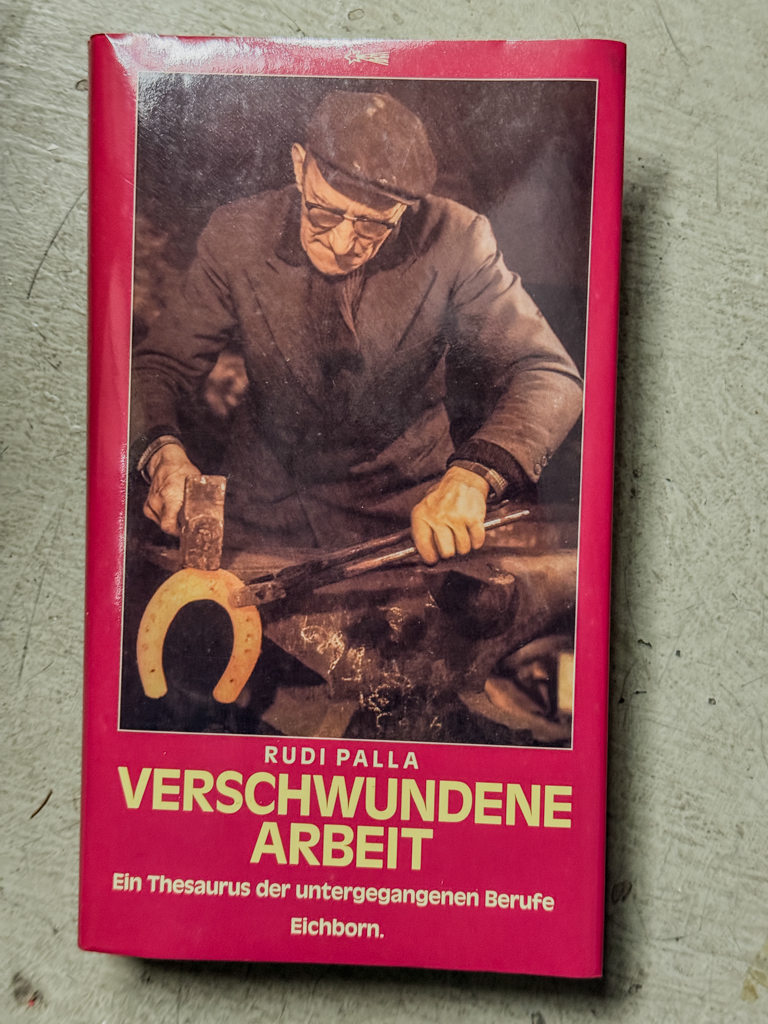 RUDI PALLA
VERSCHWUNDENE
ARBEIT
Ein Thesaurus der untergegangenen Berufe
Eichborn.